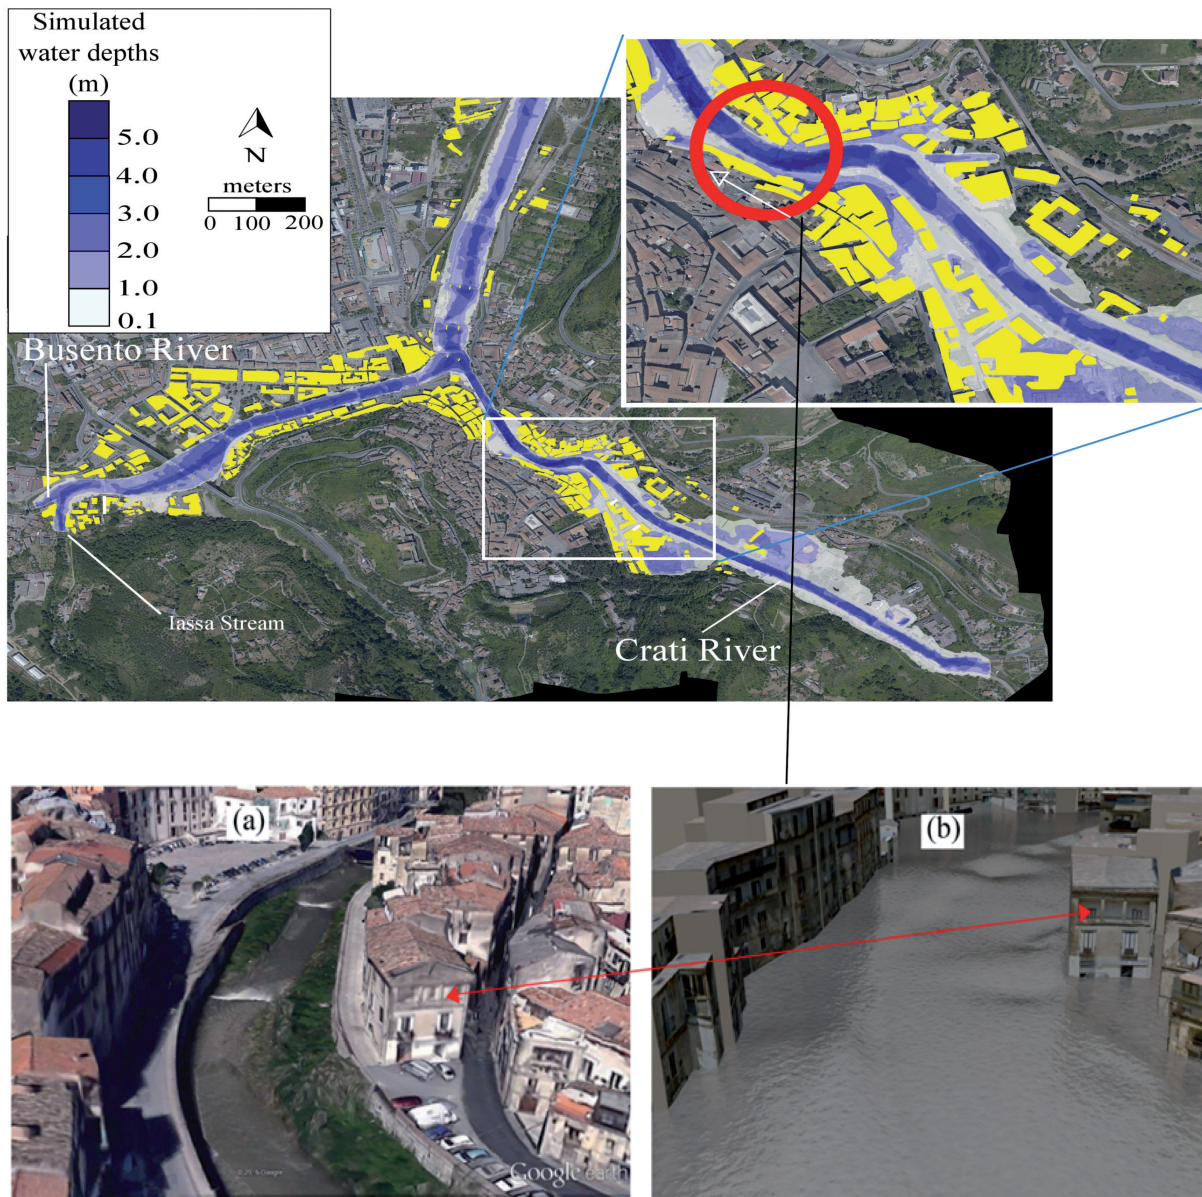 Simulated
water depths
(m)
5.0
4.0
3.0
2.0
1.0
0.1
N
meters
0 100 200
Busento River
Iassa Stream
Crati River
(a)
(b)
Google earth